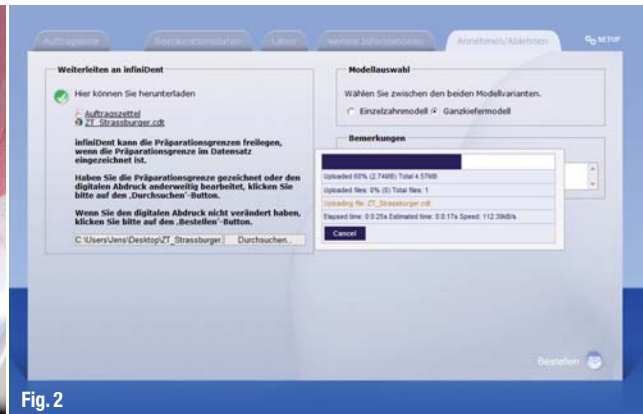 Auftragsliste Restaurationsdaten Labor weitere Informationen Annehmen/Ablehnen SETUP
Weiterleiten an infiniDent
Hier können Sie herunterladen
Auftragszettel
ZT_Strassburger.cdt
infiniDent kann die Präparationsgrenzen freilegen,
wenn die Präparationsgrenze im Datensatz
eingezeichnet ist.
Haben Sie die Präparationsgrenze gezeichnet oder den
digitalen Abdruck anderweitig bearbeitet, klicken Sie
bitte auf den ‚Durchsuchen'-Button.
Wenn Sie den digitalen Abdruck nicht verändert haben,
klicken Sie bitte auf den ‚Bestellen'-Button.
C:\Users\Jens\Desktop\ZT_Strassburger. Durchsuchen...
Modellauswahl
Wählen Sie zwischen den beiden Modellvarianten.
Einzelzahnmodell Ganzkiefermodell
Bemerkungen
Uploaded 60% (2.74MB) Total 4.57MB
Uploaded files: 0% (0) Total files: 1
Uploading file: ZT_Strassburger.cdt
Elapsed time: 0:0:25s Estimated time: 0:0:17s Speed: 112.39kB/s
Cancel
Bestellen
Fig. 2